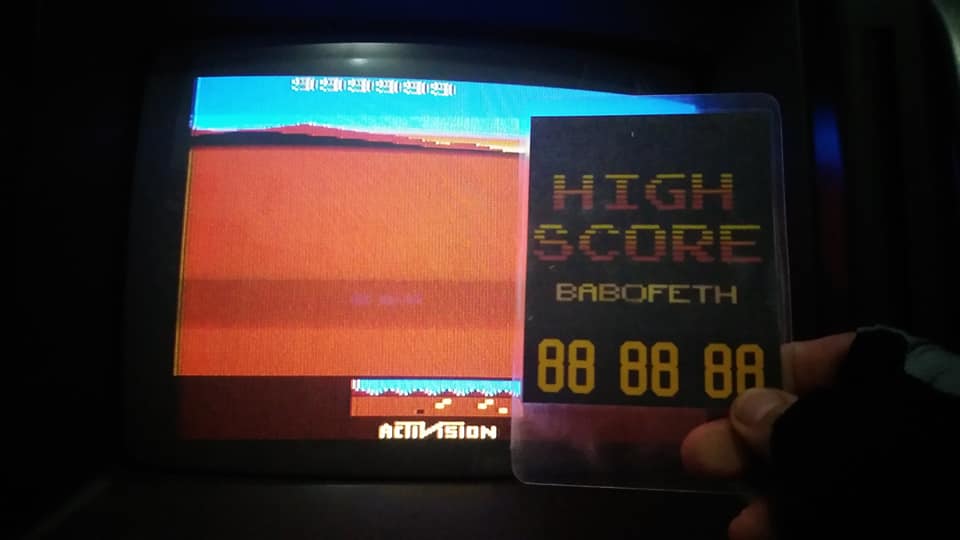 HIGH
SCORE
BABOFETH
88 88 88
ACTIVISION